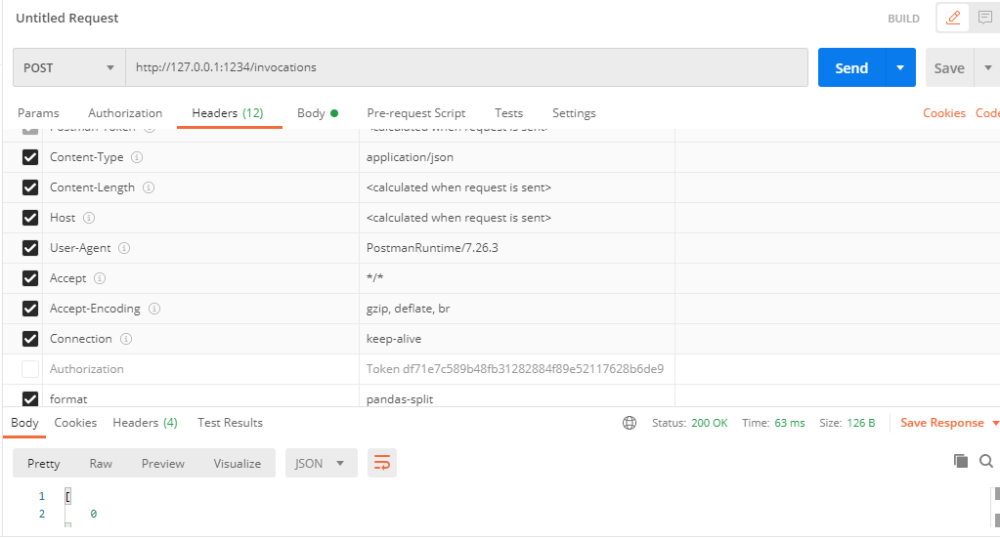 Untitled Request
BUILD
POST
http://127.0.0.1:1234/invocations
Send
Save
Params Authorization Headers (12) Body Pre-request Script Tests Settings Cookies Code
Postman-Token <calculated when request is sent>
Content-Type application/json
Content-Length <calculated when request is sent>
Host <calculated when request is sent>
User-Agent PostmanRuntime/7.26.3
Accept */*
Accept-Encoding gzip, deflate, br
Connection keep-alive
Authorization Token df71e7c589b48fb31282884f89e52117628b6de9
format pandas-split
Body Cookies Headers (4) Test Results Status: 200 OK Time: 63 ms Size: 126 B Save Response
Pretty Raw Preview Visualize JSON
1 [
2 0